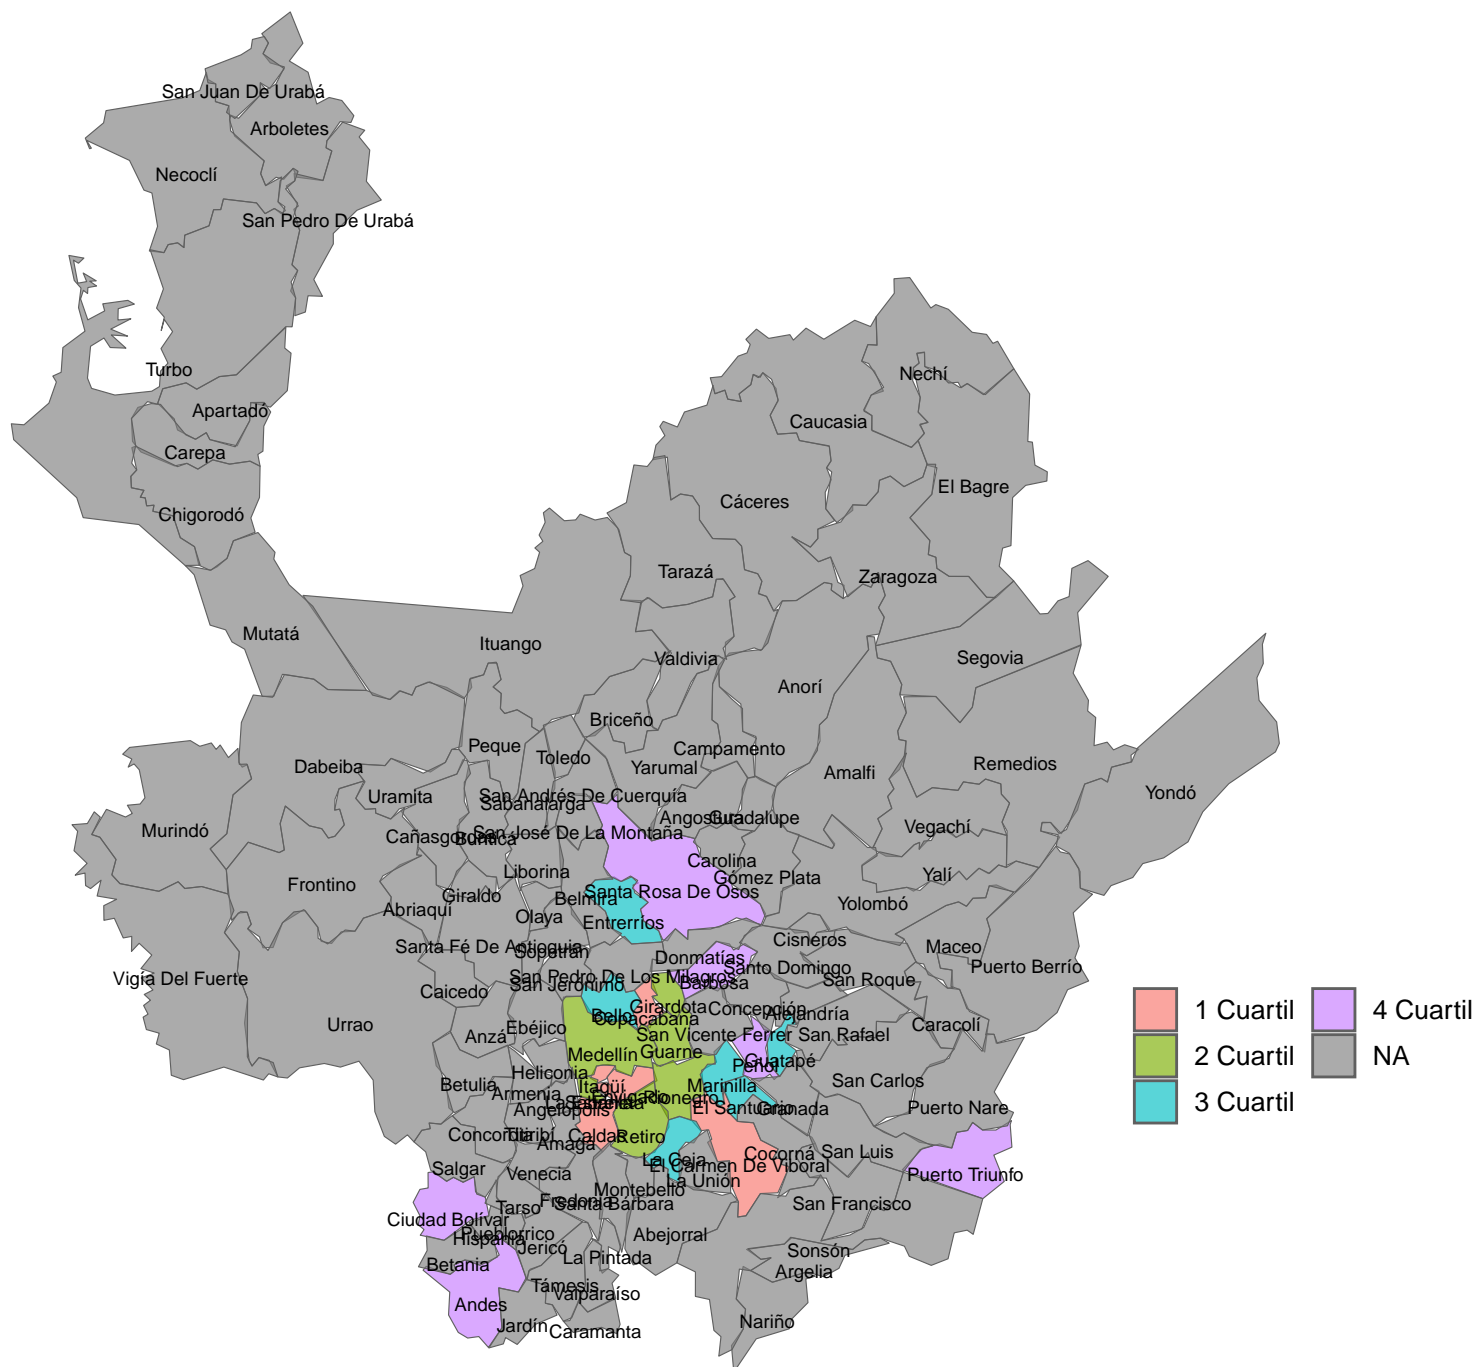 San Juan De Urabá
Arboletes
Necoclí
San Pedro De Urabá
Turbo
Apartadó
Carepa
Chigorodó
Nechí
Caucasia
El Bagre
Cáceres
Tarazá
Zaragoza
Mutatá
Ituango
Valdivia
Segovia
Anorí
Briceño
Peque
Toledo
Campamento
Dabeiba
Yarumal
Amalfi
Remedios
Yondó
Uramita
San Andrés De Cuerquía
Sabanalarga
Angostura
Guadalupe
Murindó
Cañasgordas
Buriticá
San José De La Montaña
Vegachí
Carolina
Liborina
Gómez Plata
Yalí
Frontino
Giraldo
Belmira
Santa Rosa De Osos
Abriaquí
Olaya
Entrerríos
Yolombó
Santa Fé De Antioquia
Sopetrán
Cisneros
Maceo
Donmatías
Santo Domingo
Puerto Berrío
Vigía Del Fuerte
San Pedro De Los Milagros
San Jerónimo
Barbosa
San Roque
Caicedo
Girardota
Concepción
Alejandría
Bello
Copacabana
Urrao
Ebéjico
Anzá
San Vicente Ferrer
San Rafael
Caracolí
Medellín
Guarne
Peñol
Guatapé
Heliconia
Betulia
Itagüí
Marinilla
San Carlos
Armenia
Envigado
Rionegro
La Estrella
Sabaneta
Angelópolis
El Santuario
Granada
Puerto Nare
Concordia
Titiribí
Caldas
Retiro
Amagá
Cocorná
San Luis
La Ceja
El Carmen De Viboral
Salgar
Venecia
La Unión
Puerto Triunfo
Montebello
Fredonia
Santa Bárbara
Tarso
San Francisco
Ciudad Bolívar
Pueblorrico
Hispania
Abejorral
Jericó
La Pintada
Sonsón
Betania
Argelia
Támesis
Valparaíso
Andes
Jardín
Caramanta
Nariño
1 Cuartil
2 Cuartil
3 Cuartil
4 Cuartil
NA